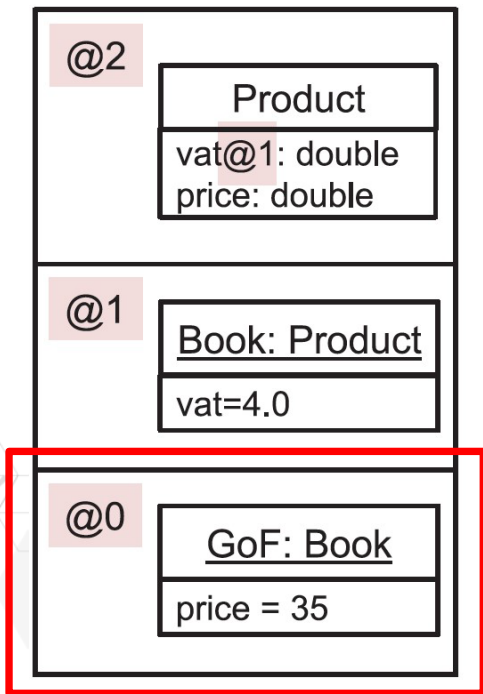 @2
Product
vat@1: double
price: double
@1
Book: Product
vat=4.0
@0
GoF: Book
price = 35